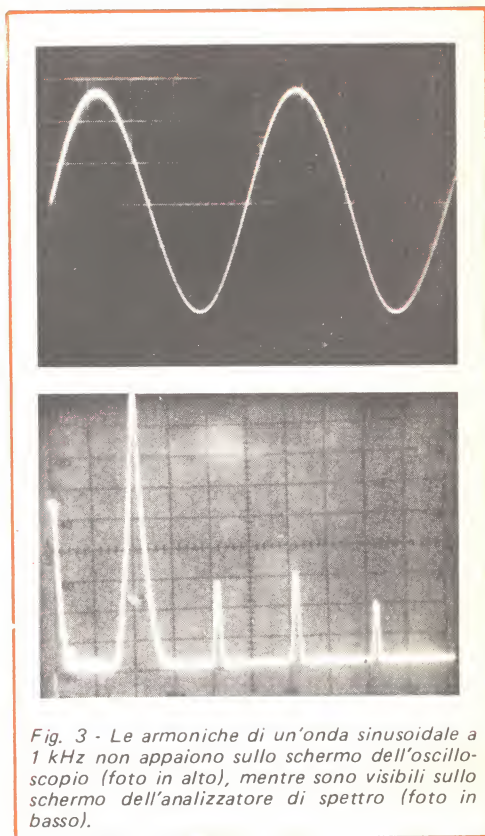 Fig. 3 - Le armoniche di un'onda sinusoidale a
1 kHz non appaiono sullo schermo dell'oscillo-
scopio (foto in alto), mentre sono visibili sullo
schermo dell'analizzatore di spettro (foto in
basso).